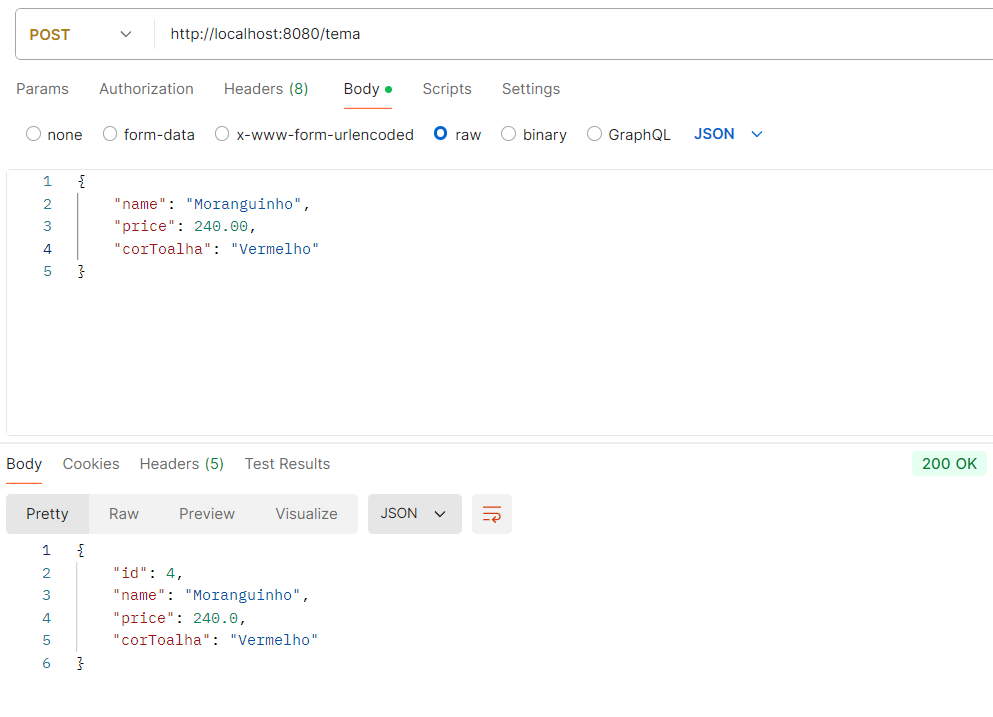 POST http://localhost:8080/tema
Params Authorization Headers (8) Body Scripts Settings
none form-data x-www-form-urlencoded raw binary GraphQL JSON
1 {
2 "name": "Moranguinho",
3 "price": 240.00,
4 "corToalha": "Vermelho"
5 }
Body Cookies Headers (5) Test Results 200 OK
Pretty Raw Preview Visualize JSON
1 {
2 "id": 4,
3 "name": "Moranguinho",
4 "price": 240.0,
5 "corToalha": "Vermelho"
6 }